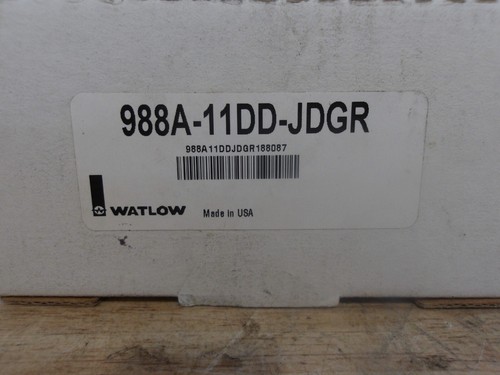 988A-11DD-JDGR
988A11DDJDGR188087
WATLOW
Made in USA